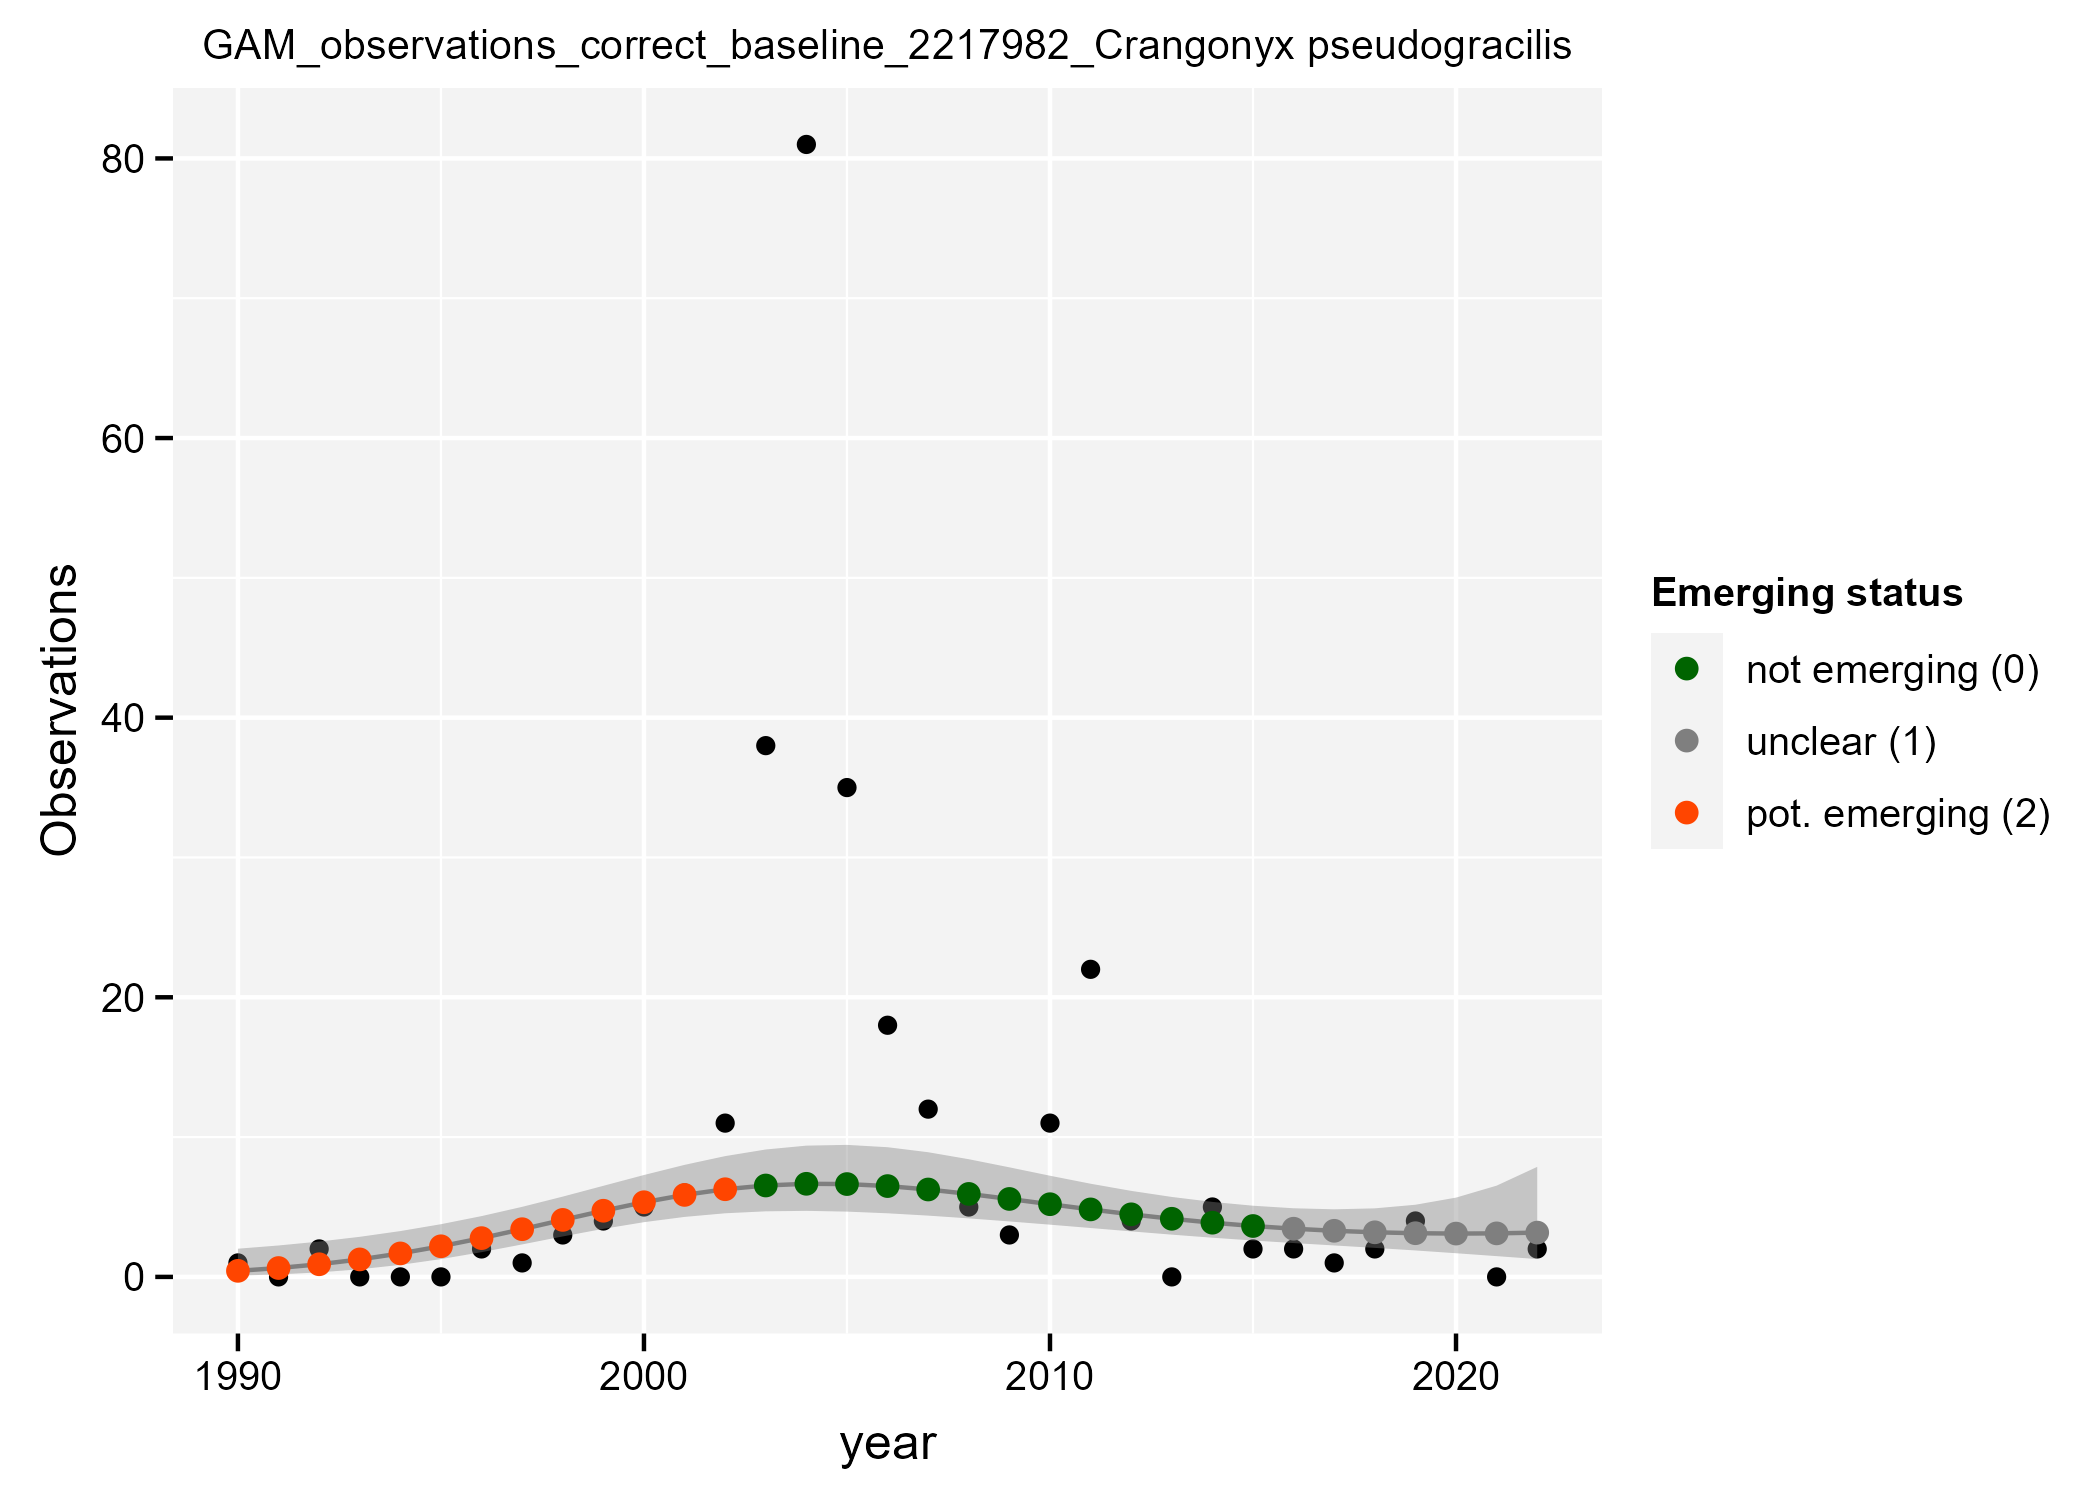 GAM_observations_correct_baseline_2217982_Crangonyx pseudogracilis
80
60
40
20
0
Observations
1990 2000 2010 2020
year
Emerging status
not emerging (0)
unclear (1)
pot. emerging (2)